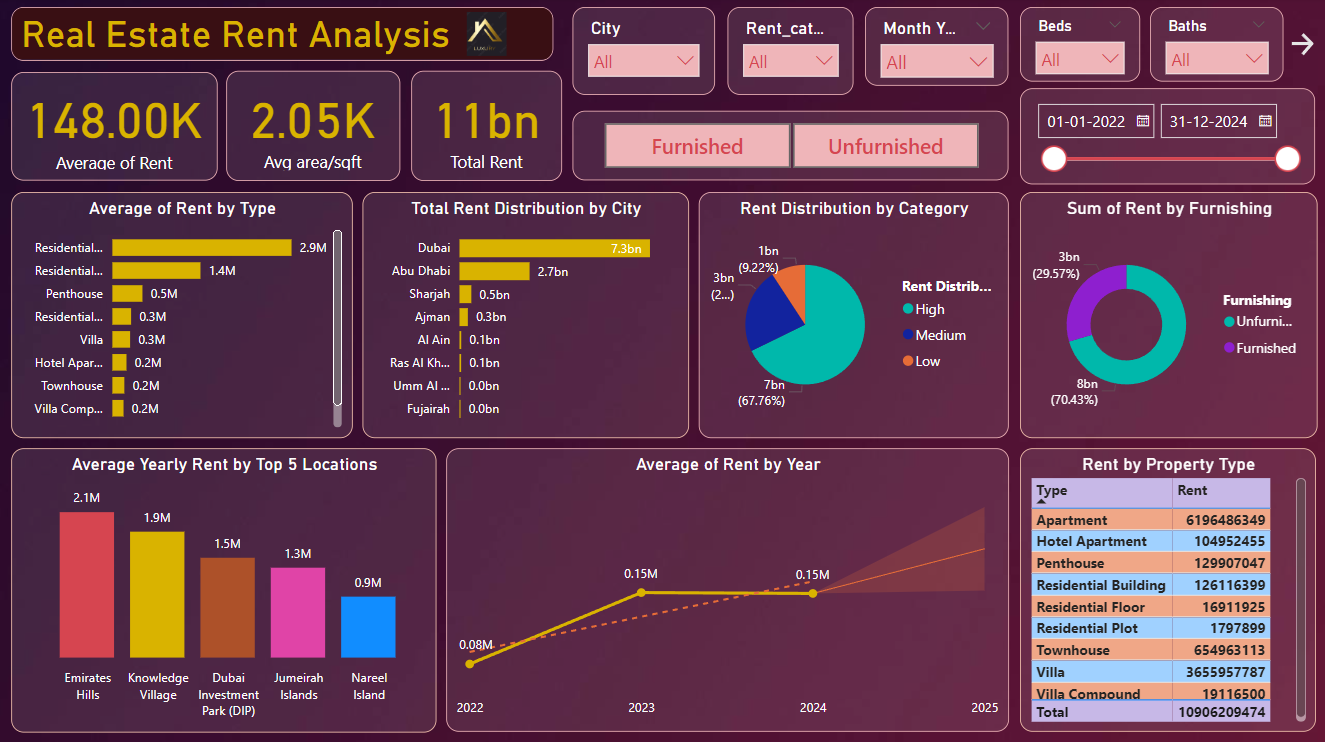 Real Estate Rent Analysis
LUXURY
City
All
Rent_cat...
All
Month Y...
All
Beds
All
Baths
All
148.00K
Average of Rent
2.05K
Avg area/sqft
11bn
Total Rent
Furnished
Unfurnished
01-01-2022
31-12-2024
Average of Rent by Type
Residential... 2.9M
Residential... 1.4M
Penthouse 0.5M
Residential... 0.3M
Villa 0.3M
Hotel Apar... 0.2M
Townhouse 0.2M
Villa Comp... 0.2M
Total Rent Distribution by City
Dubai 7.3bn
Abu Dhabi 2.7bn
Sharjah 0.5bn
Ajman 0.3bn
Al Ain 0.1bn
Ras Al Kh... 0.1bn
Umm Al ... 0.0bn
Fujairah 0.0bn
Rent Distribution by Category
1bn
(9.22%)
3bn
(2...)
7bn
(67.76%)
Rent Distrib...
High
Medium
Low
Sum of Rent by Furnishing
3bn
(29.57%)
8bn
(70.43%)
Furnishing
Unfurni...
Furnished
Average Yearly Rent by Top 5 Locations
2.1M
1.9M
1.5M
1.3M
0.9M
Emirates
Hills
Knowledge
Village
Dubai
Investment
Park (DIP)
Jumeirah
Islands
Nareel
Island
Average of Rent by Year
0.08M
0.15M
0.15M
2022
2023
2024
2025
Rent by Property Type
Type Rent
Apartment 6196486349
Hotel Apartment 104952455
Penthouse 129907047
Residential Building 126116399
Residential Floor 16911925
Residential Plot 1797899
Townhouse 654963113
Villa 3655957787
Villa Compound 19116500
Total 10906209474